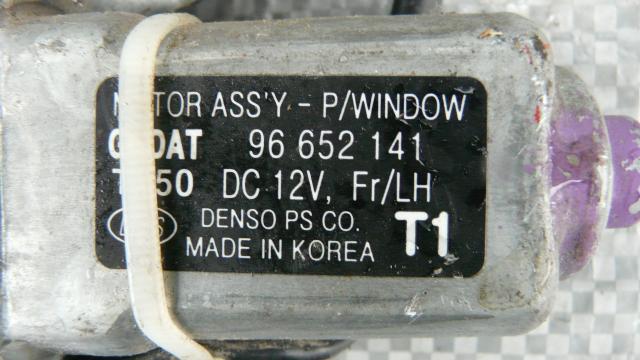 ASS'Y - P/WINDOW
96 652 141
DC 12V, Fr/LH
DENSO PS CO. T1
MADE IN KOREA